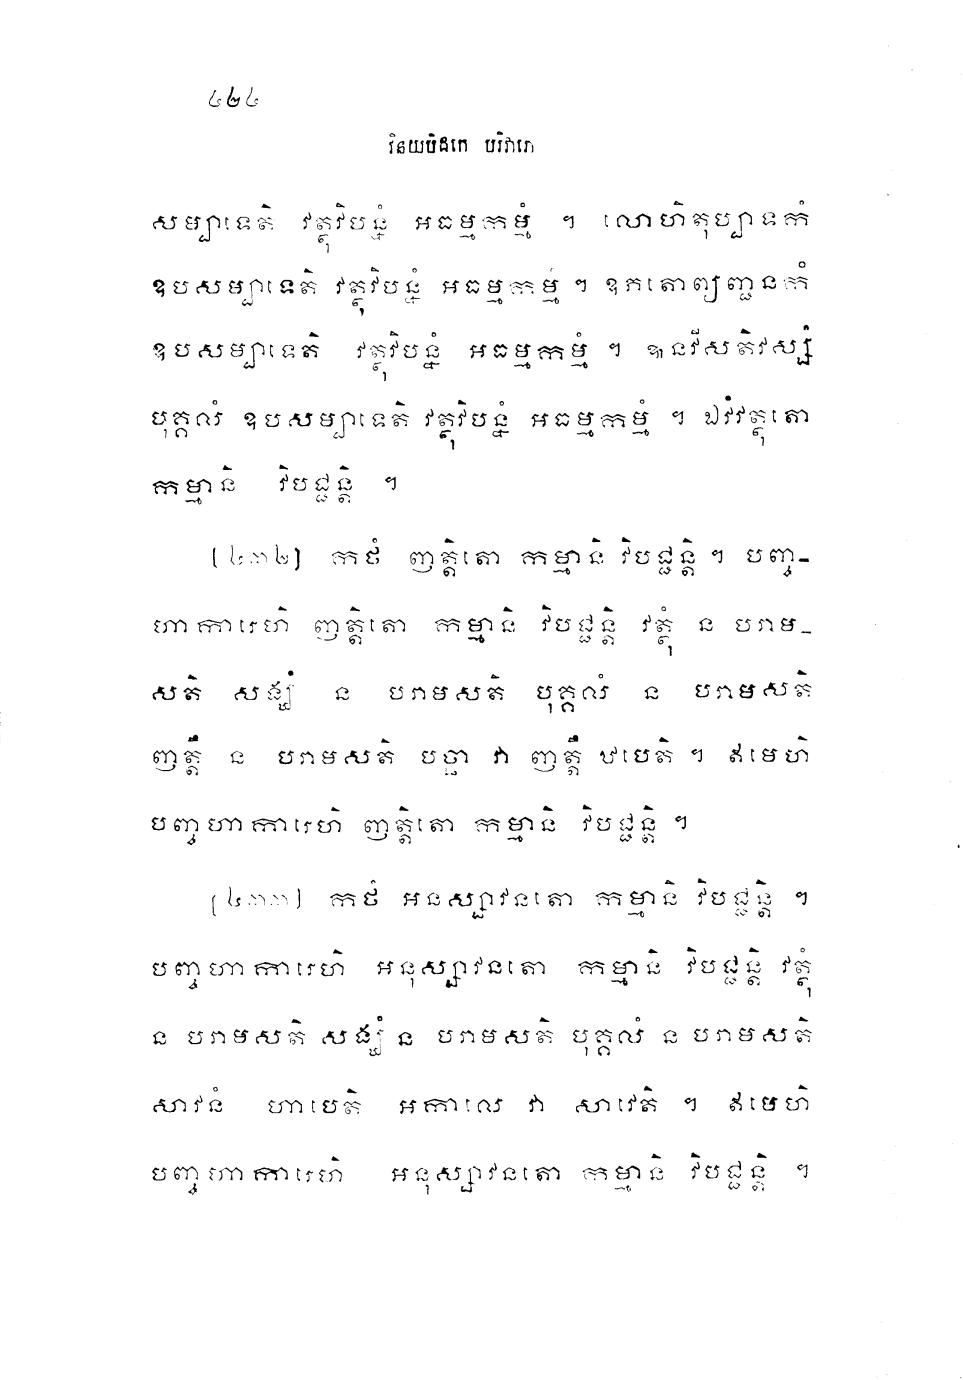 ៤២៤
វិនយបិដកេ បរិវារោ
សម្បាទេតិ វត្ថុវិបន្នំ អធម្មកម្មំ ។ លោហិតុប្បាទកំ
ឧបសម្បាទេតិ វត្ថុវិបន្នំ អធម្មកម្មំ ។ ឧភតោព្យញ្ជនកំ
ឧបសម្បាទេតិ វត្ថុវិបន្នំ អធម្មកម្មំ ។ ឩនវីសតិវស្សំ
បុគ្គលំ ឧបសម្បាទេតិ វត្ថុវិបន្នំ អធម្មកម្មំ ។ ឯវំវត្ថុតោ
កម្មានិ វិបជ្ជន្តិ ។
[៤៣២] កថំ ញត្តិតោ កម្មានិ វិបជ្ជន្តិ ។ បញ្ច-
ហាការេហិ ញត្តិតោ កម្មានិ វិបជ្ជន្តិ វត្ថុំ ន បរាម-
សតិ សង្ឃំ ន បរាមសតិ បុគ្គលំ ន បរាមសតិ
ញត្តឹ ន បរាមសតិ បច្ឆា វា ញត្តឹ ឋបេតិ ។ ឥមេហិ
បញ្ចហាការេហិ ញត្តិតោ កម្មានិ វិបជ្ជន្តិ ។
[៤៣៣] កថំ អនស្សាវនតោ កម្មានិ វិបជ្ជន្តិ ។
បញ្ចហាការេហិ អនុស្សាវនតោ កម្មានិ វិបជ្ជន្តិ វត្ថុំ
ន បរាមសតិ សង្ឃំ ន បរាមសតិ បុគ្គលំ ន បរាមសតិ
សាវនំ ហាបេតិ អកាលេ វា សាវេតិ ។ ឥមេហិ
បញ្ចហាការេហិ អនុស្សាវនតោ កម្មានិ វិបជ្ជន្តិ ។